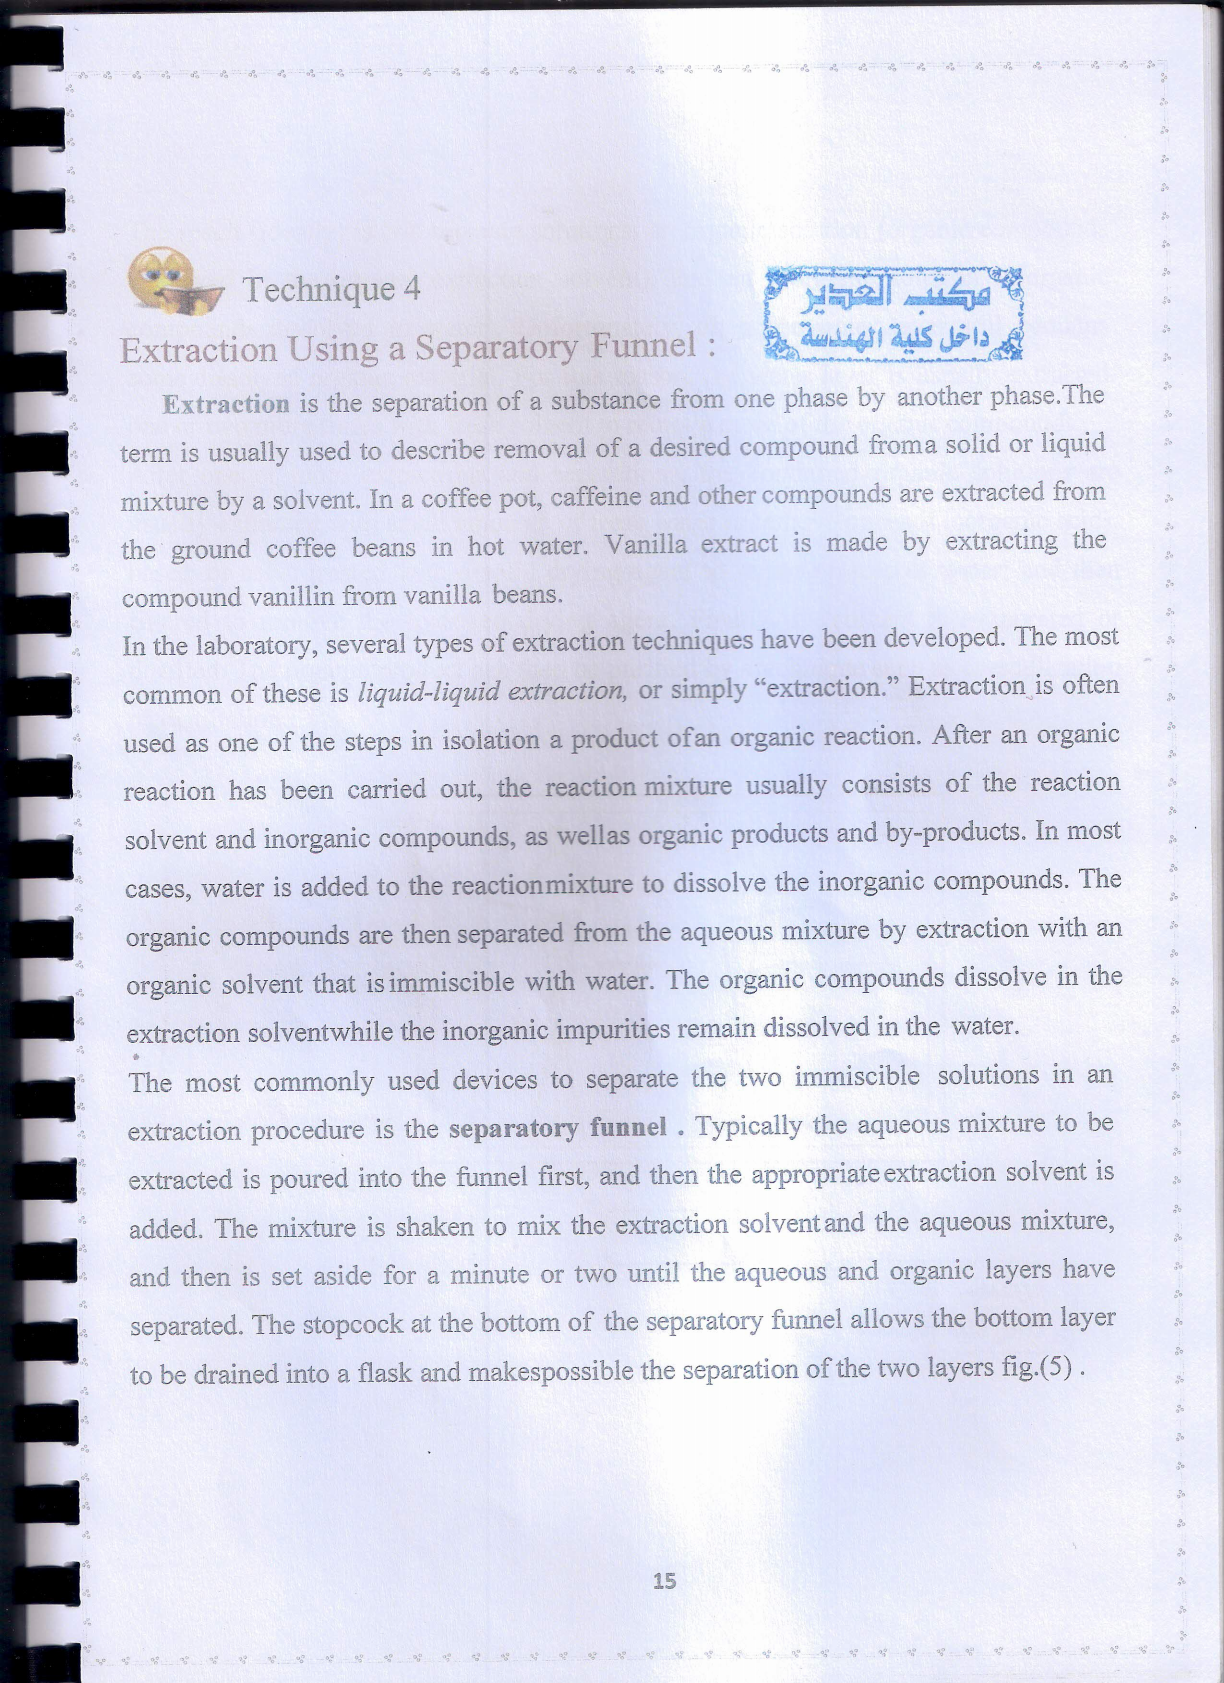 Technique 4
مكتب الغدير
داخل كلية الهندسة
Extraction Using a Separatory Funnel :
Extraction is the separation of a substance from one phase by another phase.The
term is usually used to describe removal of a desired compound froma solid or liquid
mixture by a solvent. In a coffee pot, caffeine and other compounds are extracted from
the ground coffee beans in hot water. Vanilla extract is made by extracting the
compound vanillin from vanilla beans.
In the laboratory, several types of extraction techniques have been developed. The most
common of these is liquid-liquid extraction, or simply “extraction.” Extraction is often
used as one of the steps in isolation a product ofan organic reaction. After an organic
reaction has been carried out, the reaction mixture usually consists of the reaction
solvent and inorganic compounds, as wellas organic products and by-products. In most
cases, water is added to the reactionmixture to dissolve the inorganic compounds. The
organic compounds are then separated from the aqueous mixture by extraction with an
organic solvent that is immiscible with water. The organic compounds dissolve in the
extraction solventwhile the inorganic impurities remain dissolved in the water.
The most commonly used devices to separate the two immiscible solutions in an
extraction procedure is the separatory funnel . Typically the aqueous mixture to be
extracted is poured into the funnel first, and then the appropriate extraction solvent is
added. The mixture is shaken to mix the extraction solvent and the aqueous mixture,
and then is set aside for a minute or two until the aqueous and organic layers have
separated. The stopcock at the bottom of the separatory funnel allows the bottom layer
to be drained into a flask and makespossible the separation of the two layers fig.(5) .
15